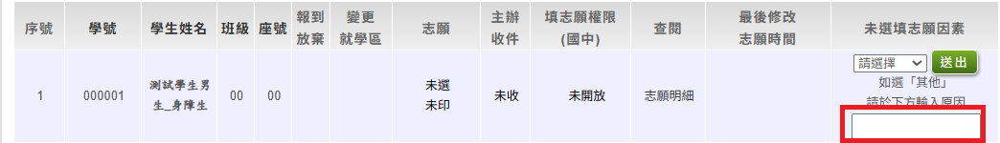 序號 學號 學生姓名 班級 座號 報到 放棄 變更 就學區 志願 主辦 收件 填志願權限 (國中) 查閱 最後修改 志願時間 未選填志願因素
1 000001 測試學生男 生_身障生 00 00 未選 未印 未收 未開放 志願明細 請選擇 送出
如選「其他」
請於下方輸入原因